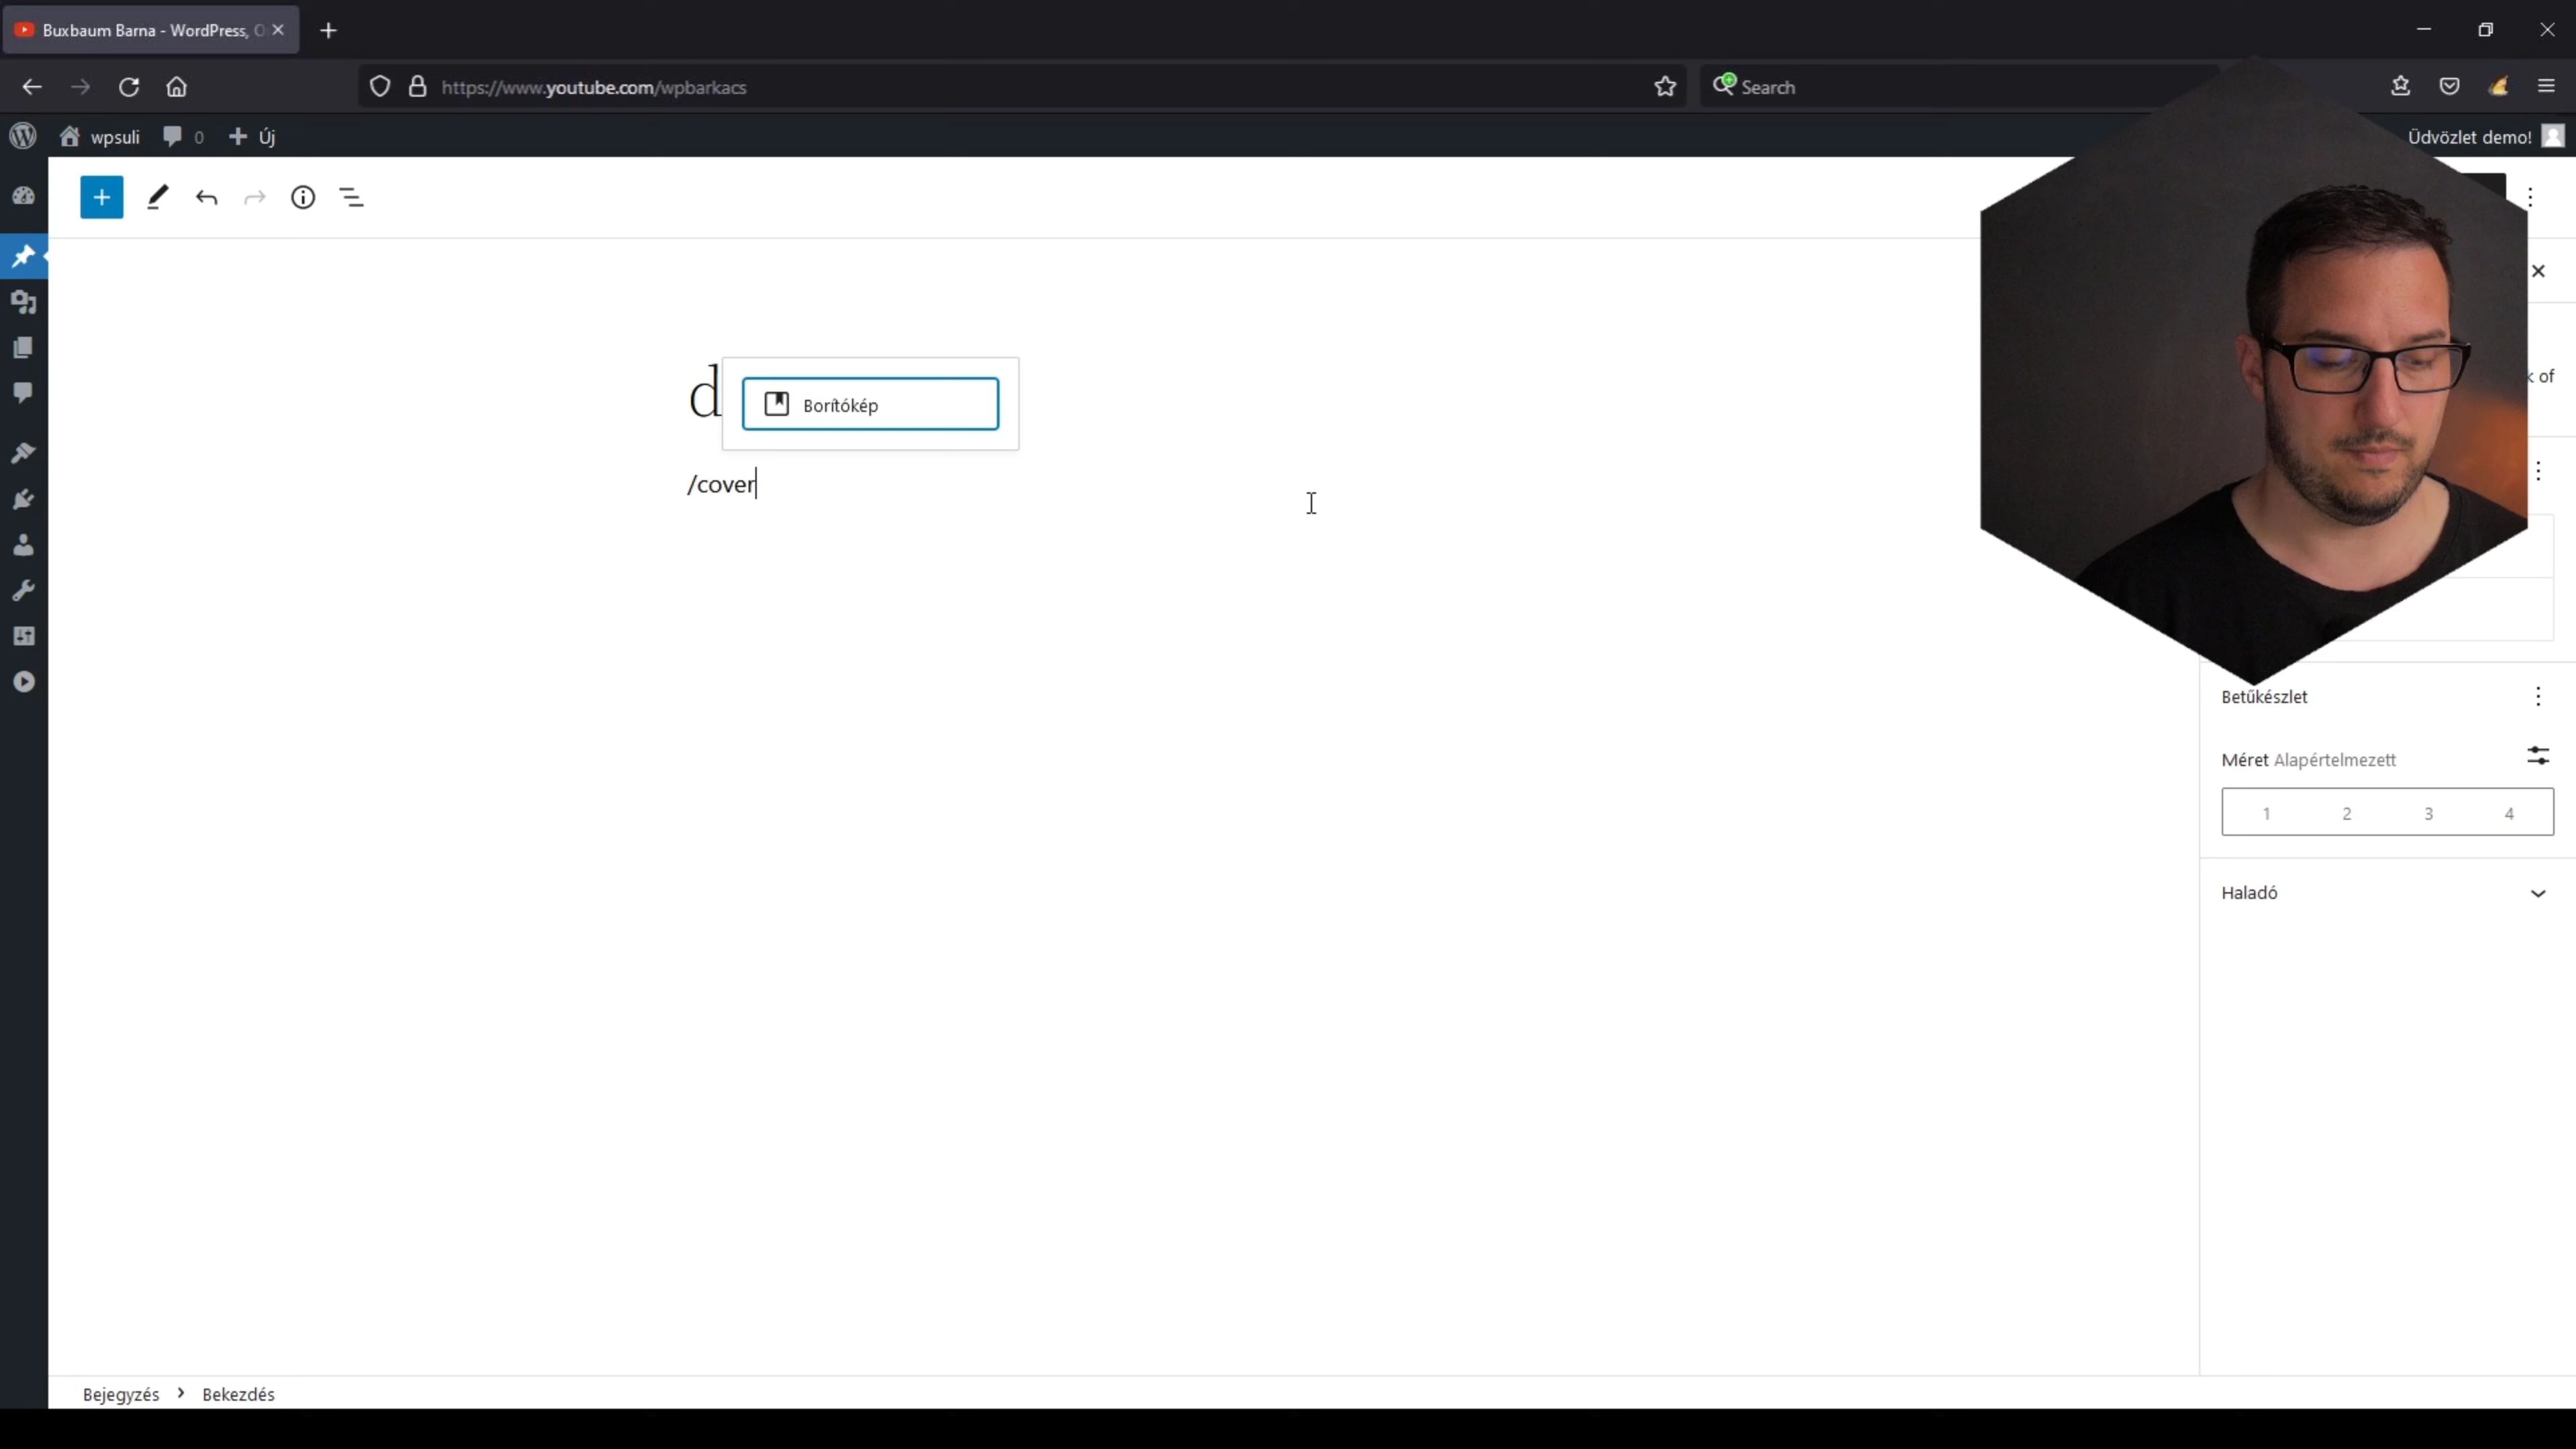 Buxbaum Barna - WordPress, O
https://www.youtube.com/wpbarkacs
Search
wpsuli
0
Új
Üdvözlet demo!
d
Borítókép
/cover
of
Betűkészlet
Méret Alapértelmezett
1 2 3 4
Haladó
Bejegyzés
Bekezdés